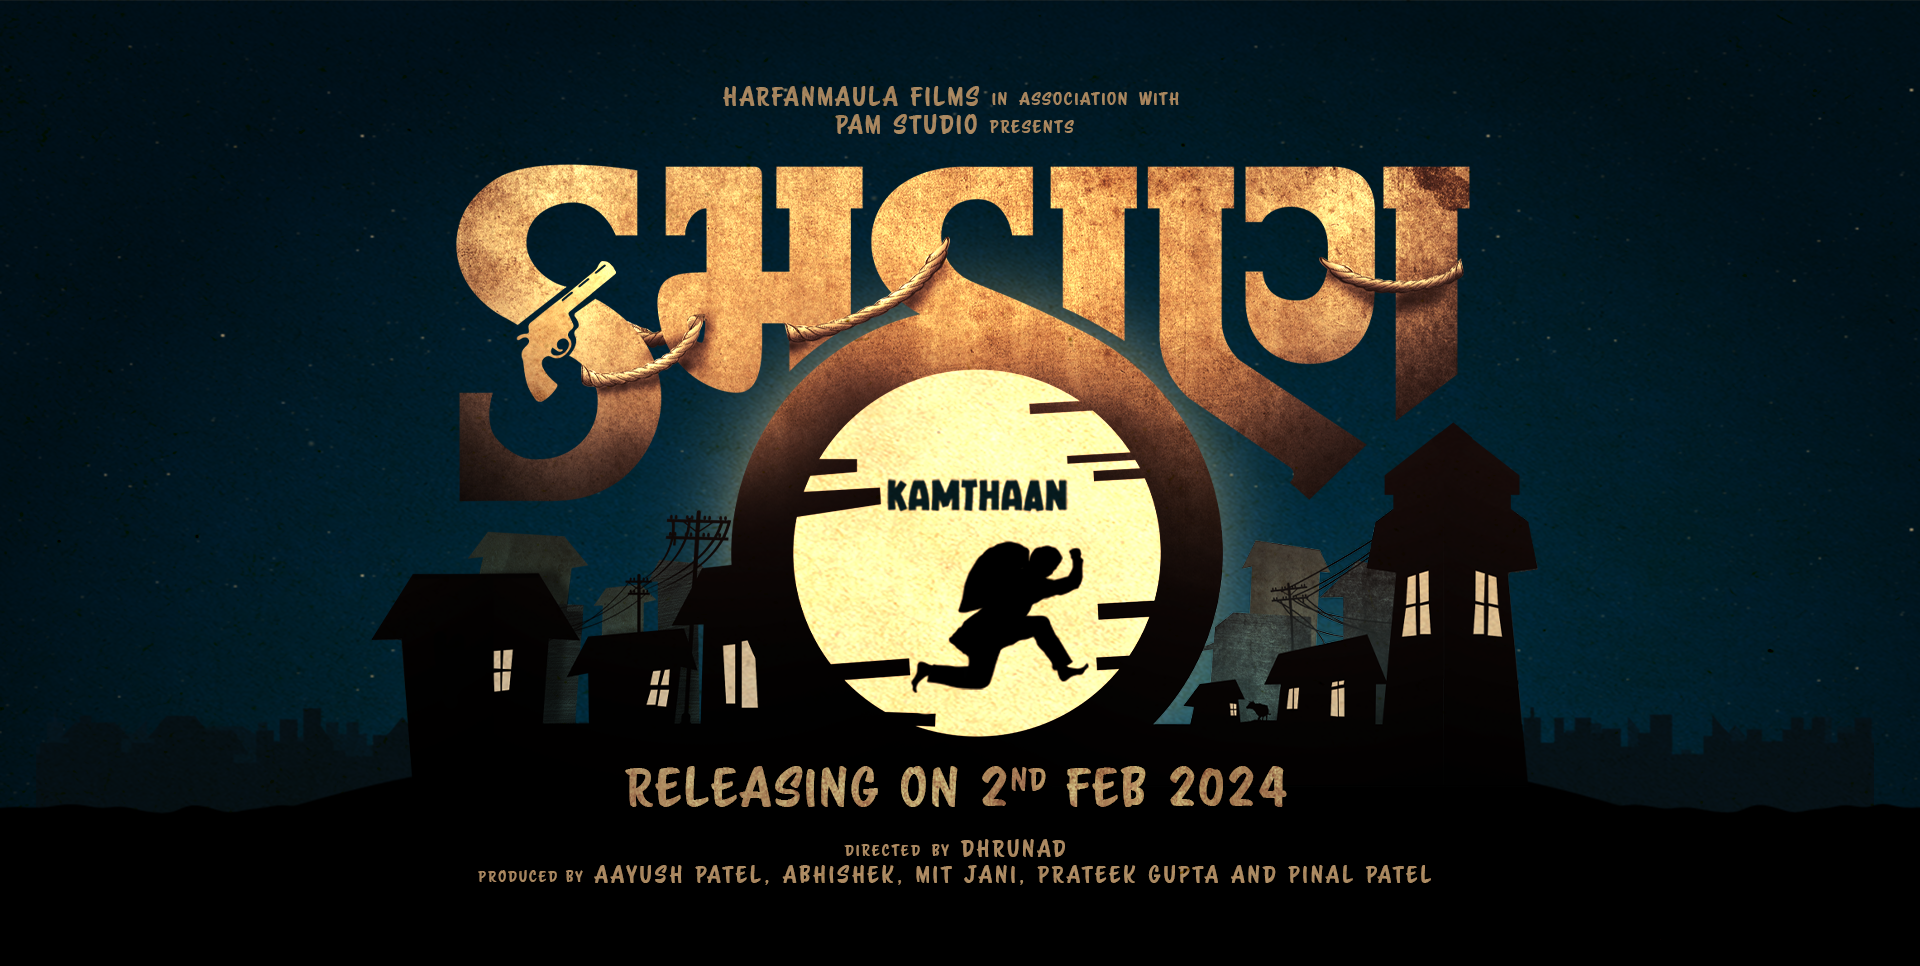 HARFANMAULA FILMS IN ASSOCIATION WITH
PAM STUDIO PRESENTS
કમઠાણ
KAMTHAAN
RELEASING ON 2ND FEB 2024
DIRECTED BY DHRUNAD
PRODUCED BY AAYUSH PATEL, ABHISHEK, MIT JANI, PRATEEK GUPTA AND PINAL PATEL